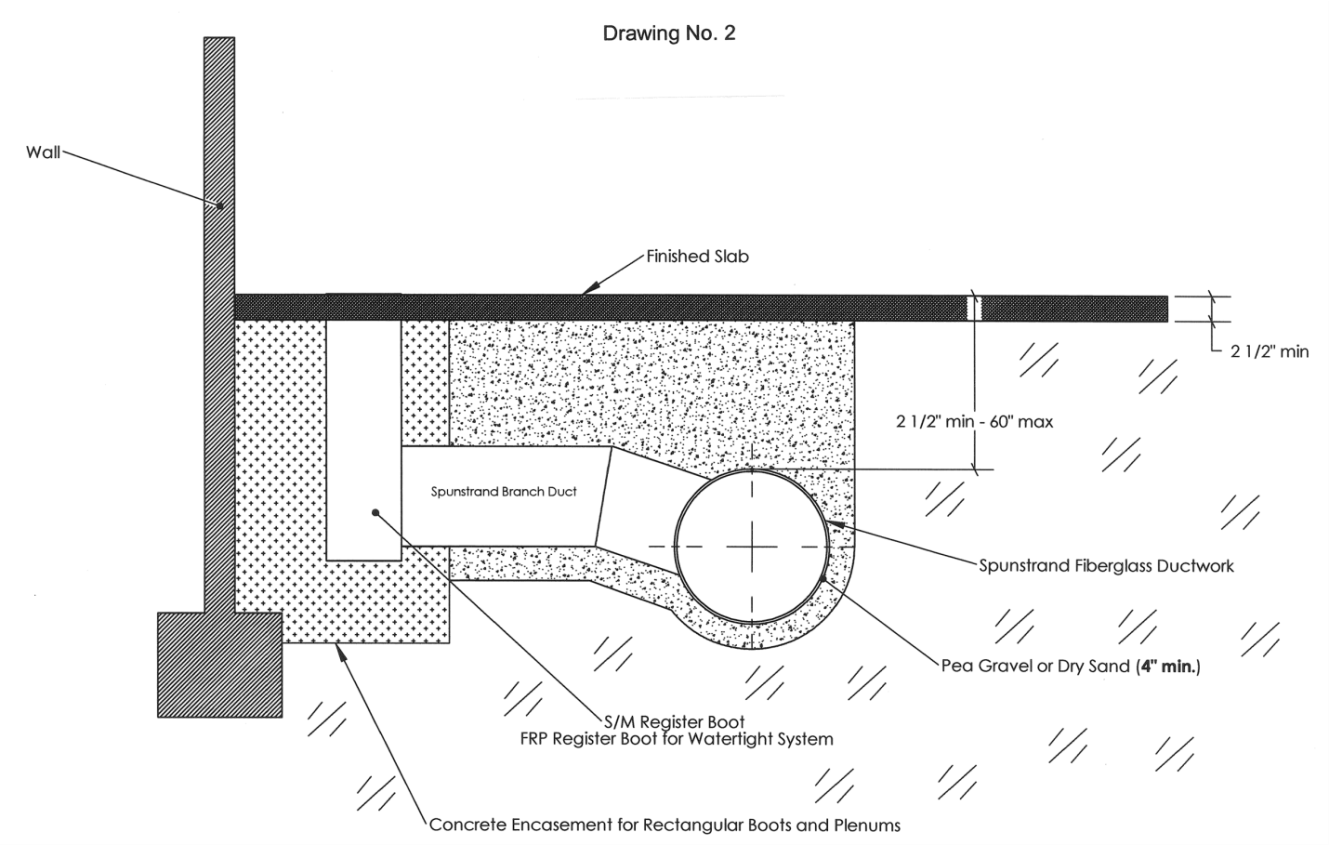 Drawing No. 2
Wall
Finished Slab
2 1/2" min
2 1/2" min - 60" max
Spunstrand Branch Duct
Spunstrand Fiberglass Ductwork
Pea Gravel or Dry Sand (4" min.)
S/M Register Boot
FRP Register Boot for Watertight System
Concrete Encasement for Rectangular Boots and Plenums